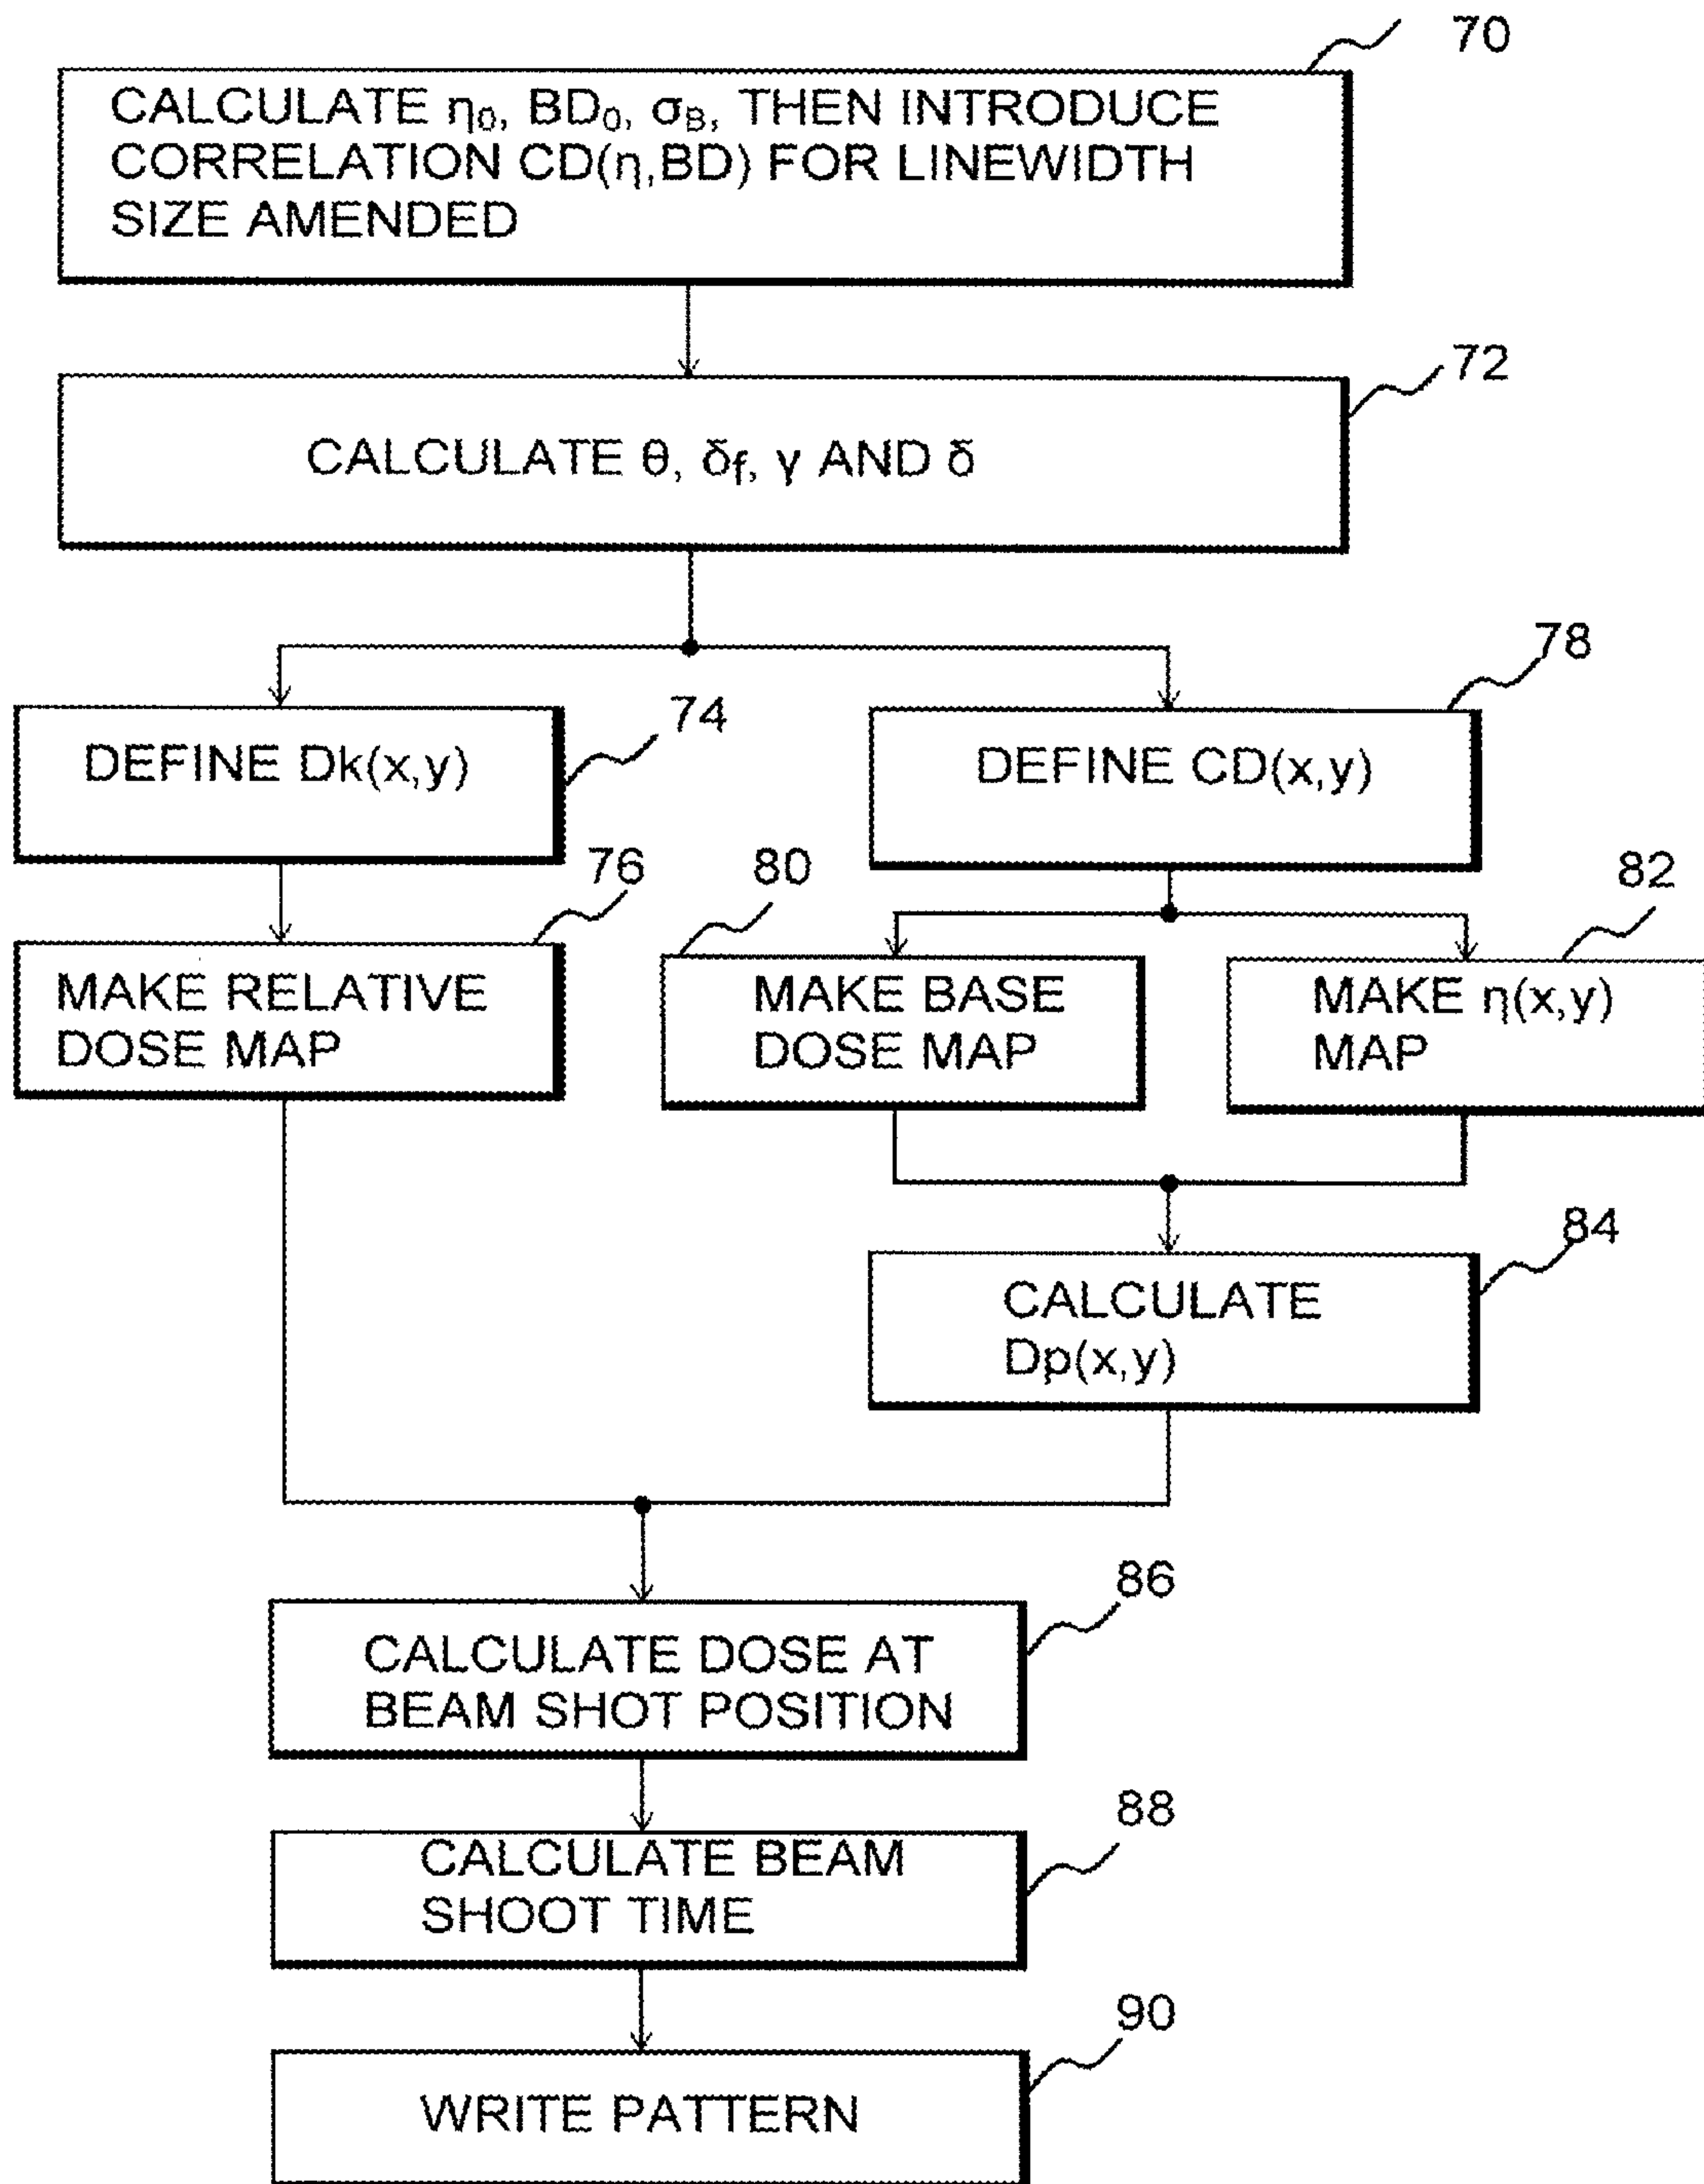 70
CALCULATE η₀, BD₀, σ_B, THEN INTRODUCE
CORRELATION CD(η,BD) FOR LINEWIDTH
SIZE AMENDED
72
CALCULATE θ, δ_f, γ AND δ
78
74
DEFINE Dk(x,y)
DEFINE CD(x,y)
76
80
82
MAKE RELATIVE
DOSE MAP
MAKE BASE
DOSE MAP
MAKE η(x,y)
MAP
84
CALCULATE
Dp(x,y)
86
CALCULATE DOSE AT
BEAM SHOT POSITION
88
CALCULATE BEAM
SHOOT TIME
90
WRITE PATTERN